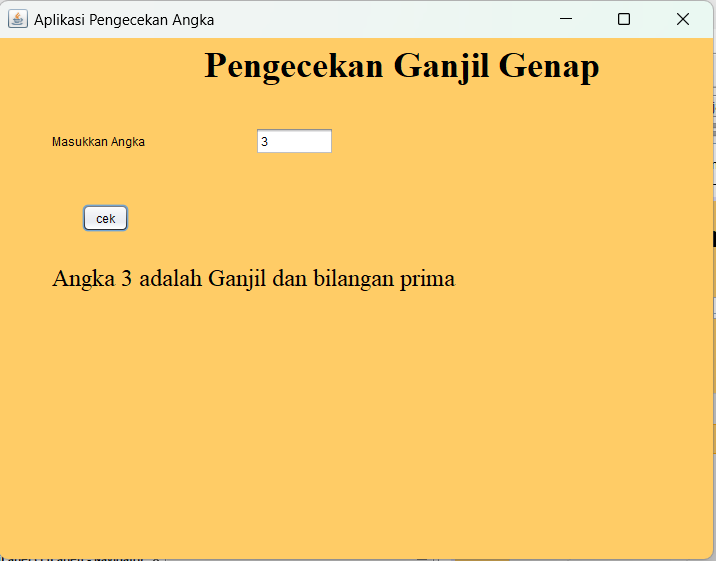 Aplikasi Pengecekan Angka
Pengecekan Ganjil Genap
Masukkan Angka
3
cek
Angka 3 adalah Ganjil dan bilangan prima